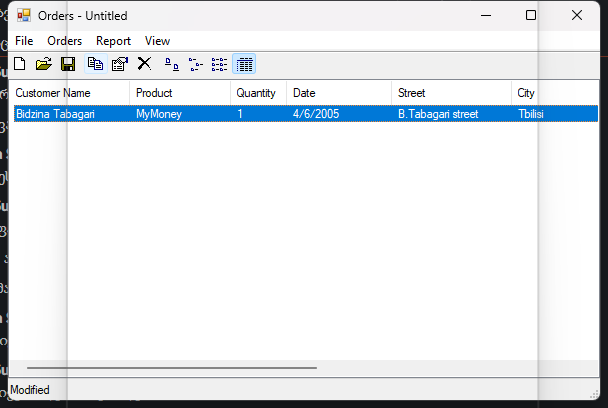 Orders - Untitled
File Orders Report View
Customer Name Product Quantity Date Street City
Bidzina Tabagari MyMoney 1 4/6/2005 B.Tabagari street Tbilisi
Modified